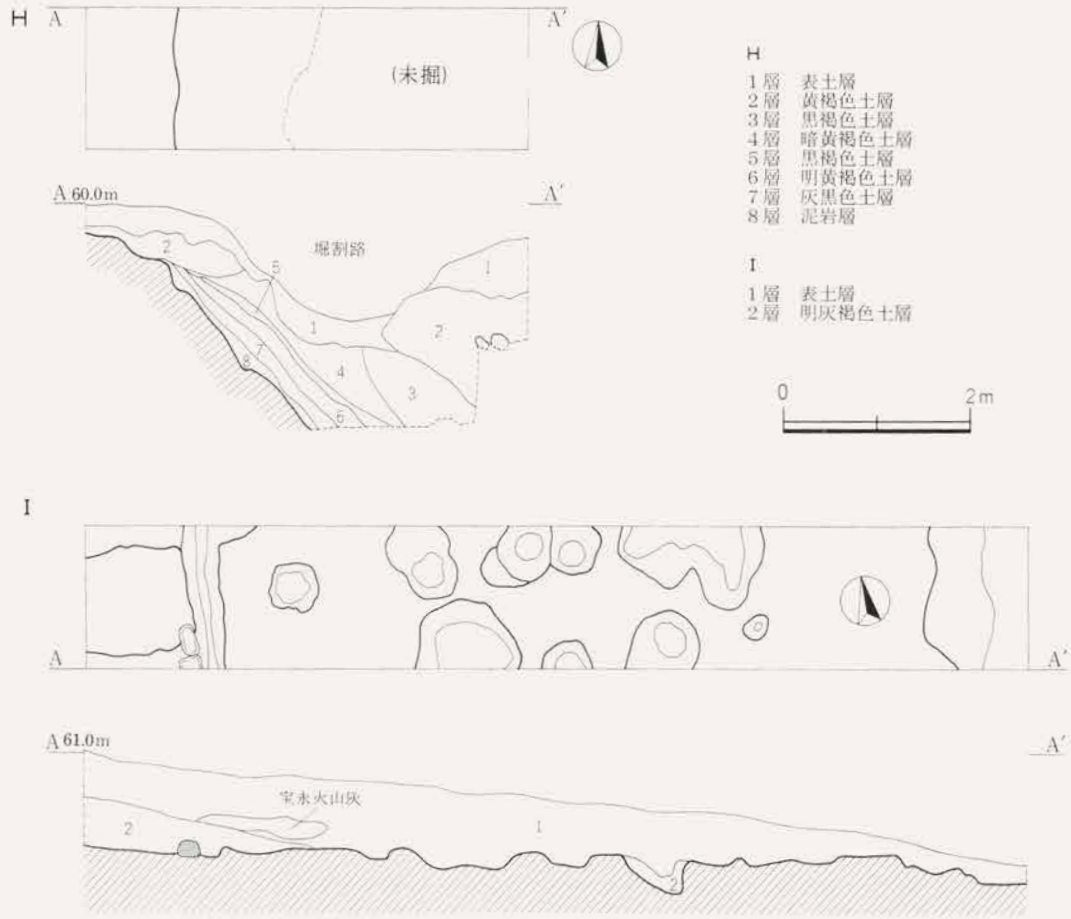 H
A A′
(未掘)
A 60.0m A′
堀割路
2
5
1
1
2
7
8
4
3
6
H
1層 表土層
2層 黄褐色土層
3層 黒褐色土層
4層 暗黄褐色土層
5層 黒褐色土層
6層 明黄褐色土層
7層 灰黒色土層
8層 泥岩層
I
1層 表土層
2層 明灰褐色土層
0 2m
I
A A′
A 61.0m A′
宝永火山灰
2
1
2